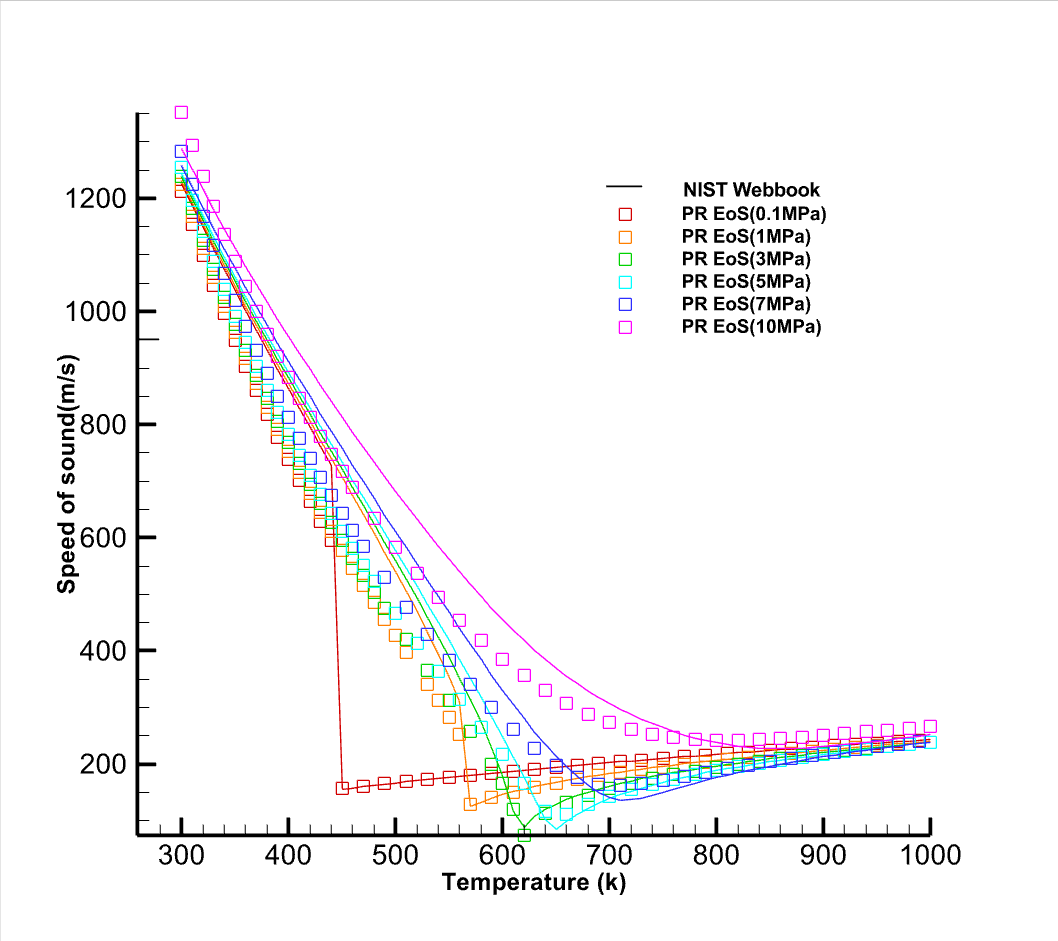 1200
1000
800
600
400
200
Speed of sound(m/s)
NIST Webbook
PR EoS(0.1MPa)
PR EoS(1MPa)
PR EoS(3MPa)
PR EoS(5MPa)
PR EoS(7MPa)
PR EoS(10MPa)
300 400 500 600 700 800 900 1000
Temperature (k)